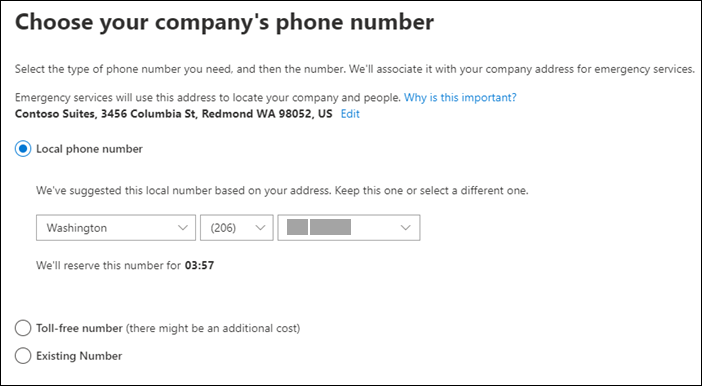 Choose your company's phone number
Select the type of phone number you need, and then the number. We'll associate it with your company address for emergency services.
Emergency services will use this address to locate your company and people. Why is this important?
Contoso Suites, 3456 Columbia St, Redmond WA 98052, US Edit
Local phone number
We've suggested this local number based on your address. Keep this one or select a different one.
Washington (206)
We'll reserve this number for 03:57
Toll-free number (there might be an additional cost)
Existing Number